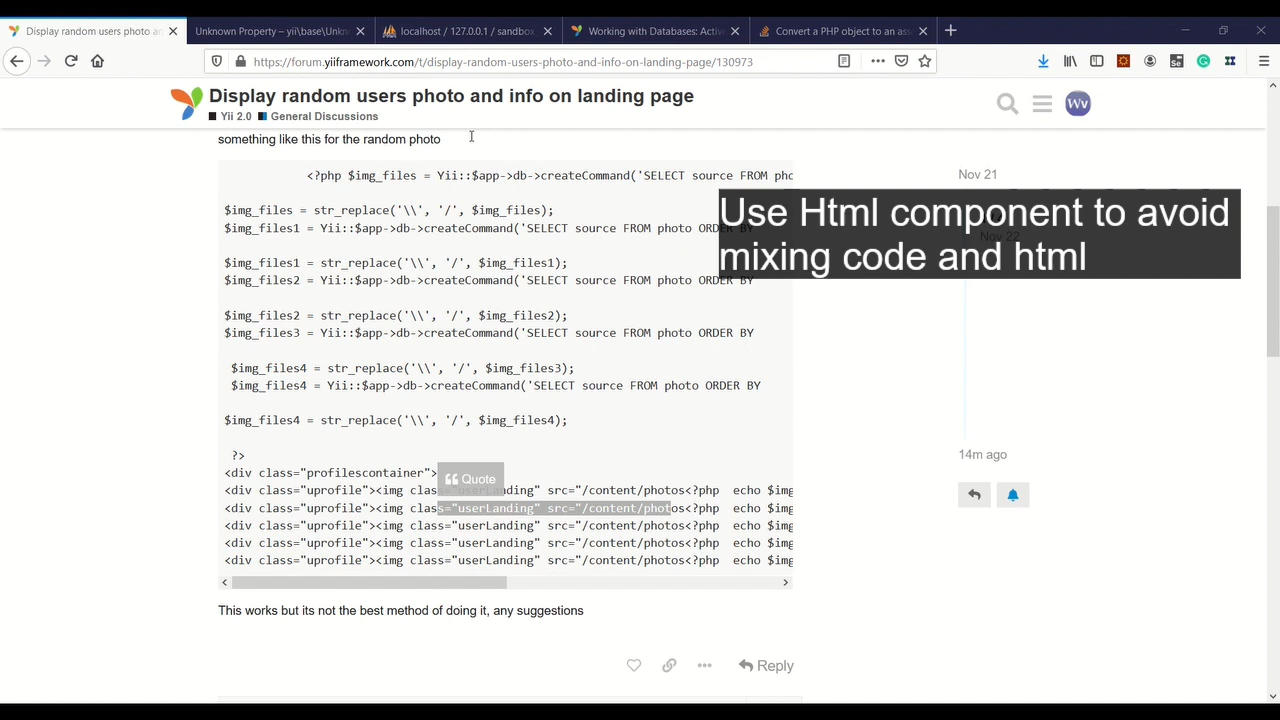 Display random users photo an
Unknown Property – yii\base\Unkn
localhost / 127.0.0.1 / sandbox
Working with Databases: Active
Convert a PHP object to an ass
https://forum.yiiframework.com/t/display-random-users-photo-and-info-on-landing-page/130973
Display random users photo and info on landing page
Yii 2.0 General Discussions
Wv
something like this for the random photo
<?php $img_files = Yii::$app->db->createCommand('SELECT source FROM pho
$img_files = str_replace('\\', '/', $img_files);
$img_files1 = Yii::$app->db->createCommand('SELECT source FROM photo ORDER BY
$img_files1 = str_replace('\\', '/', $img_files1);
$img_files2 = Yii::$app->db->createCommand('SELECT source FROM photo ORDER BY
$img_files2 = str_replace('\\', '/', $img_files2);
$img_files3 = Yii::$app->db->createCommand('SELECT source FROM photo ORDER BY
$img_files4 = str_replace('\\', '/', $img_files3);
$img_files4 = Yii::$app->db->createCommand('SELECT source FROM photo ORDER BY
$img_files4 = str_replace('\\', '/', $img_files4);
?>
<div class="profilescontainer">
Quote
<div class="uprofile"><img class="userLanding" src="/content/photos<?php echo $img
<div class="uprofile"><img class="userLanding" src="/content/photos<?php echo $img
<div class="uprofile"><img class="userLanding" src="/content/photos<?php echo $img
<div class="uprofile"><img class="userLanding" src="/content/photos<?php echo $img
<div class="uprofile"><img class="userLanding" src="/content/photos<?php echo $img
This works but its not the best method of doing it, any suggestions
Reply
Nov 21
Use Html component to avoid
mixing code and html
Nov 22
14m ago